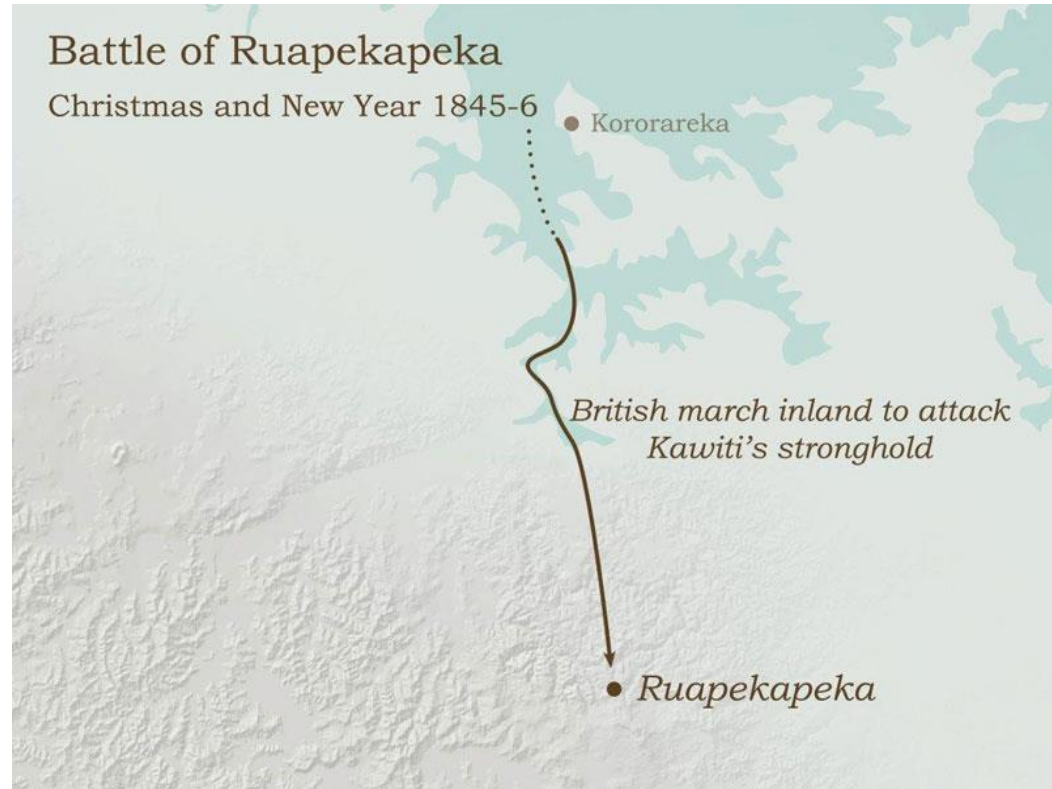 Battle of Ruapekapeka
Christmas and New Year 1845-6
Kororareka
British march inland to attack
Kawiti’s stronghold
Ruapekapeka